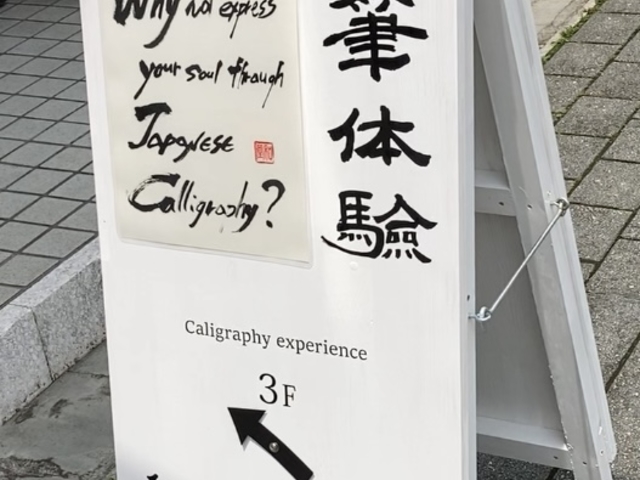 Why not express
your soul through
Japanese
Calligraphy?
筆
体
験
Caligraphy experience
3F